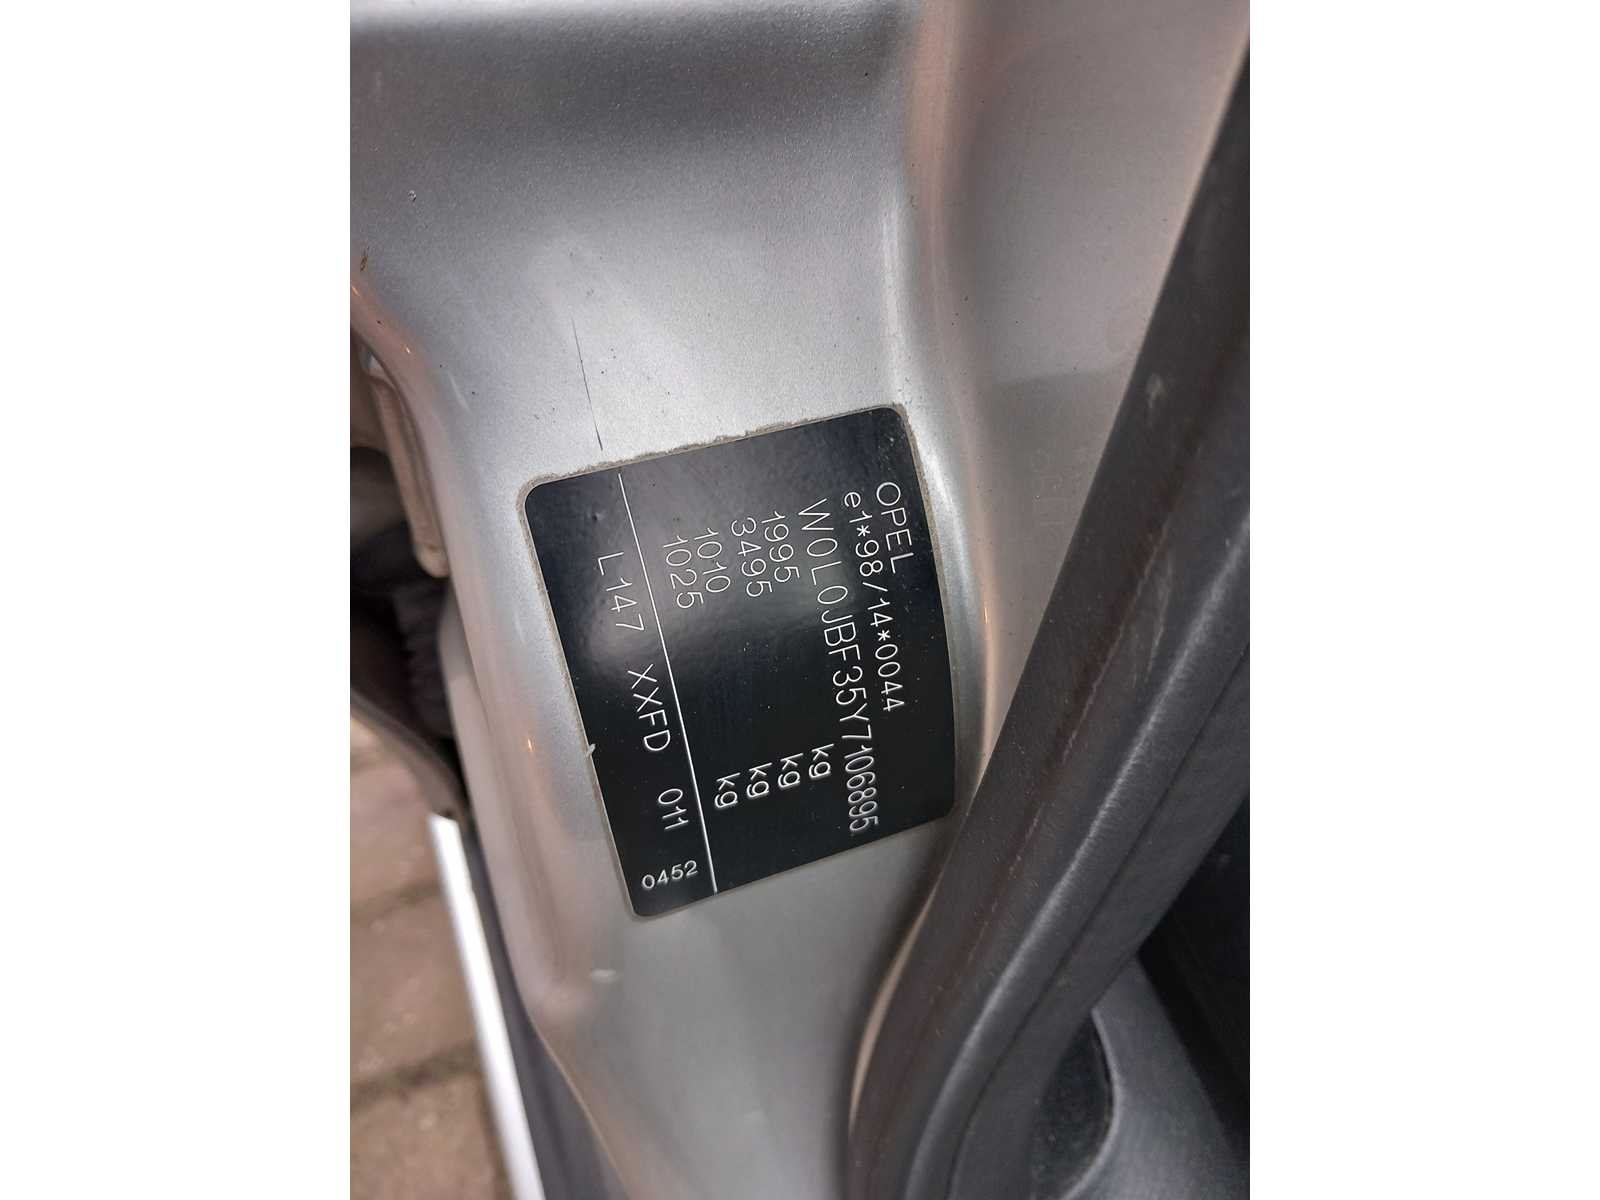 OPEL
e1*98/14*0044
W0L0JBF35Y7106895
1995 kg
3495 kg
1010 kg
1025 kg
L147 XXFD 011 0452